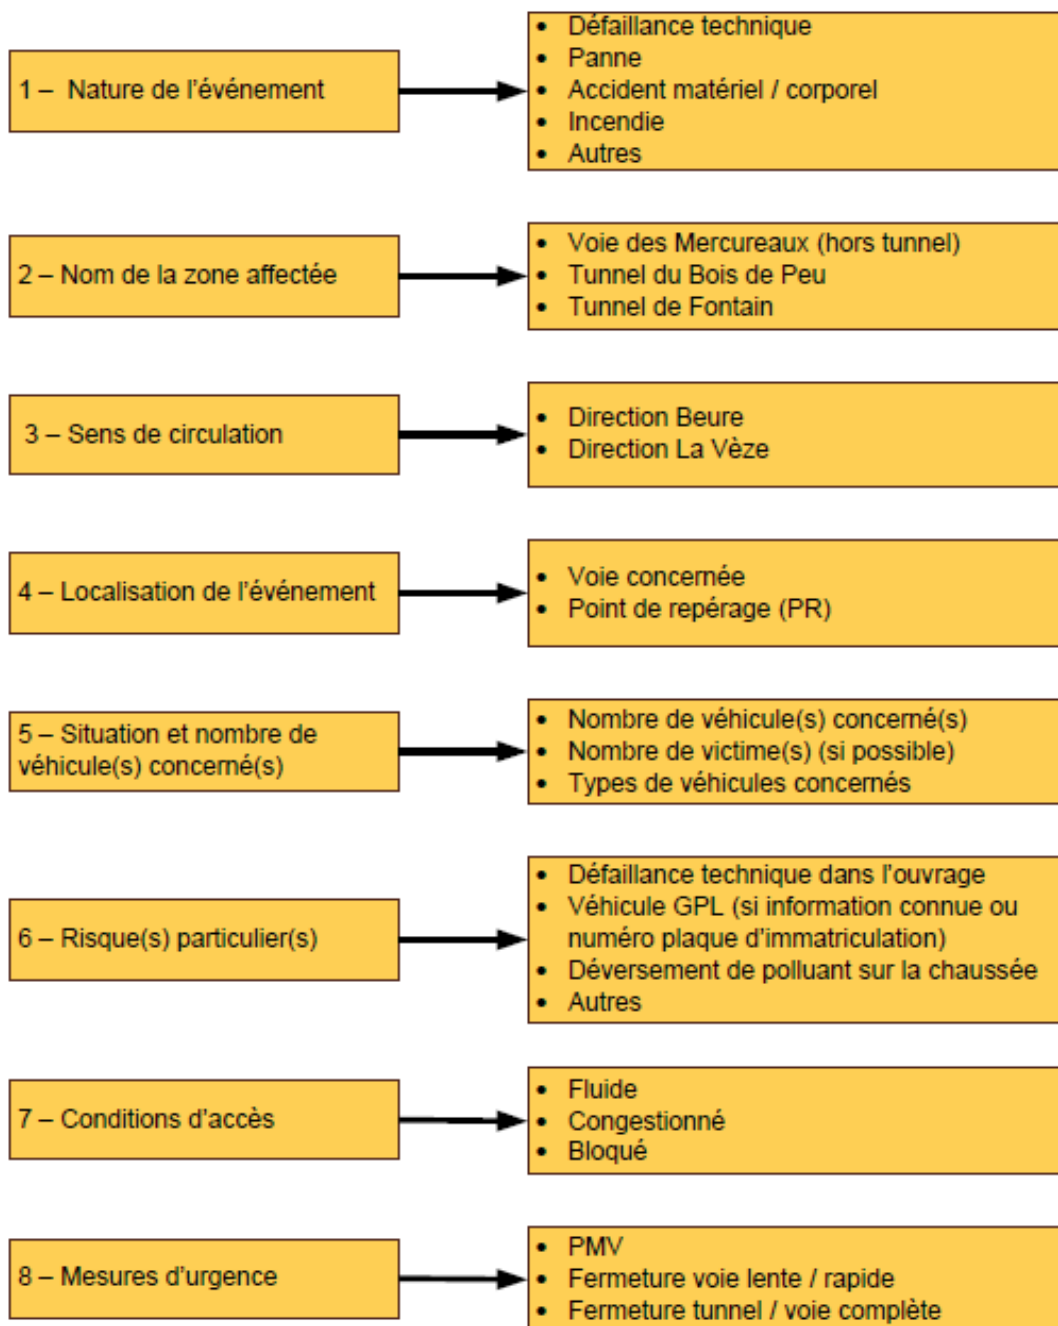 1 – Nature de l'événement
• Défaillance technique
• Panne
• Accident matériel / corporel
• Incendie
• Autres
2 – Nom de la zone affectée
• Voie des Mercureaux (hors tunnel)
• Tunnel du Bois de Peu
• Tunnel de Fontain
3 – Sens de circulation
• Direction Beure
• Direction La Vèze
4 – Localisation de l'événement
• Voie concernée
• Point de repérage (PR)
5 – Situation et nombre de
véhicule(s) concerné(s)
• Nombre de véhicule(s) concerné(s)
• Nombre de victime(s) (si possible)
• Types de véhicules concernés
6 – Risque(s) particulier(s)
• Défaillance technique dans l'ouvrage
• Véhicule GPL (si information connue ou
numéro plaque d'immatriculation)
• Déversement de polluant sur la chaussée
• Autres
7 – Conditions d'accès
• Fluide
• Congestionné
• Bloqué
8 – Mesures d'urgence
• PMV
• Fermeture voie lente / rapide
• Fermeture tunnel / voie complète